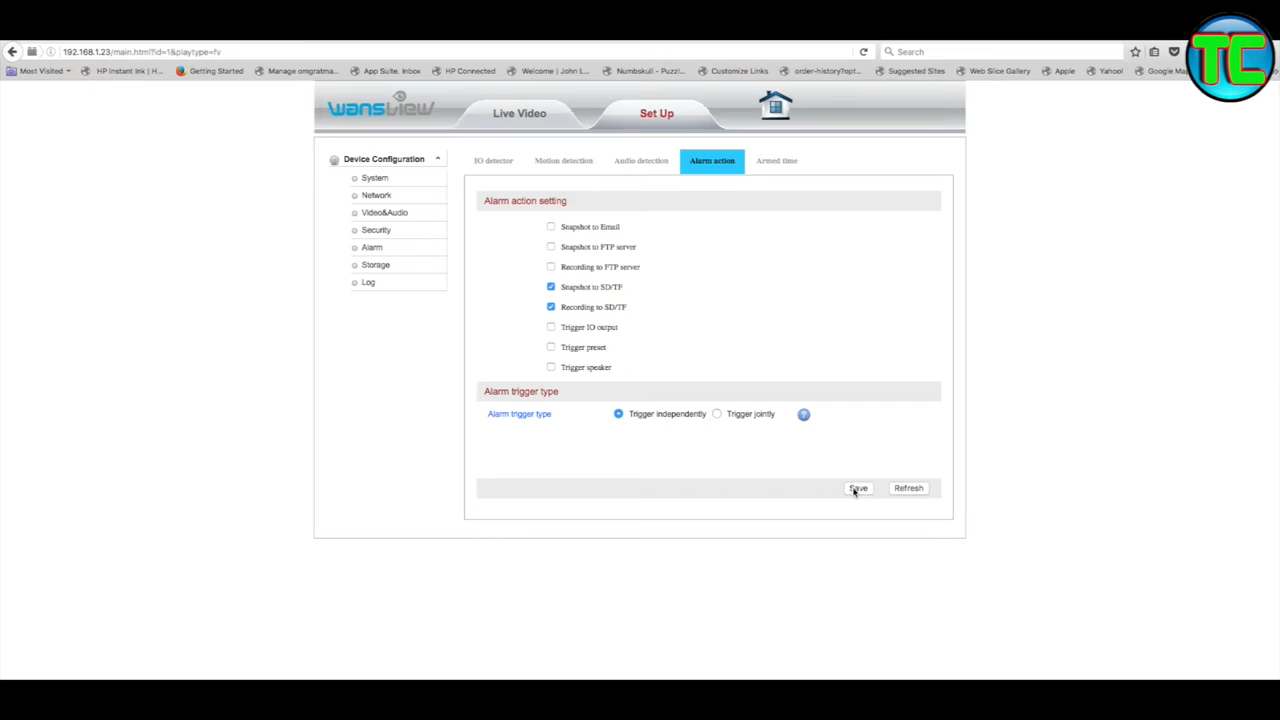 TC
192.168.1.23/main.html?id=1&playtype=fv
Search
Most Visited
HP Instant Ink | H...
Getting Started
Manage omgratma...
App Suite. Inbox
HP Connected
Welcome | John L...
Numbskull - Puzzl...
Customize Links
order-history?opt...
Suggested Sites
Web Slice Gallery
Apple
Yahoo!
Google Ma
wansview
Live Video
Set Up
Device Configuration
System
Network
Video&Audio
Security
Alarm
Storage
Log
IO detector
Motion detection
Audio detection
Alarm action
Armed time
Alarm action setting
Snapshot to Email
Snapshot to FTP server
Recording to FTP server
Snapshot to SD/TF
Recording to SD/TF
Trigger IO output
Trigger preset
Trigger speaker
Alarm trigger type
Alarm trigger type
Trigger independently
Trigger jointly
?
Save
Refresh